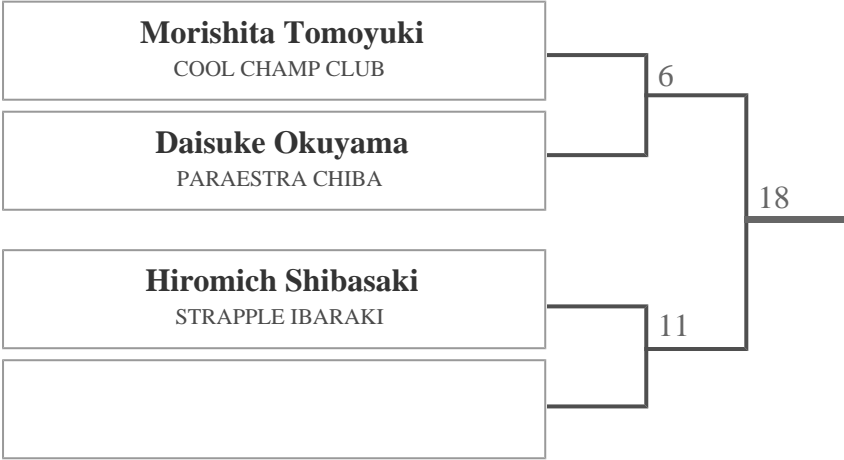 Morishita Tomoyuki
COOL CHAMP CLUB
6
Daisuke Okuyama
PARAESTRA CHIBA
18
Hiromich Shibasaki
STRAPPLE IBARAKI
11